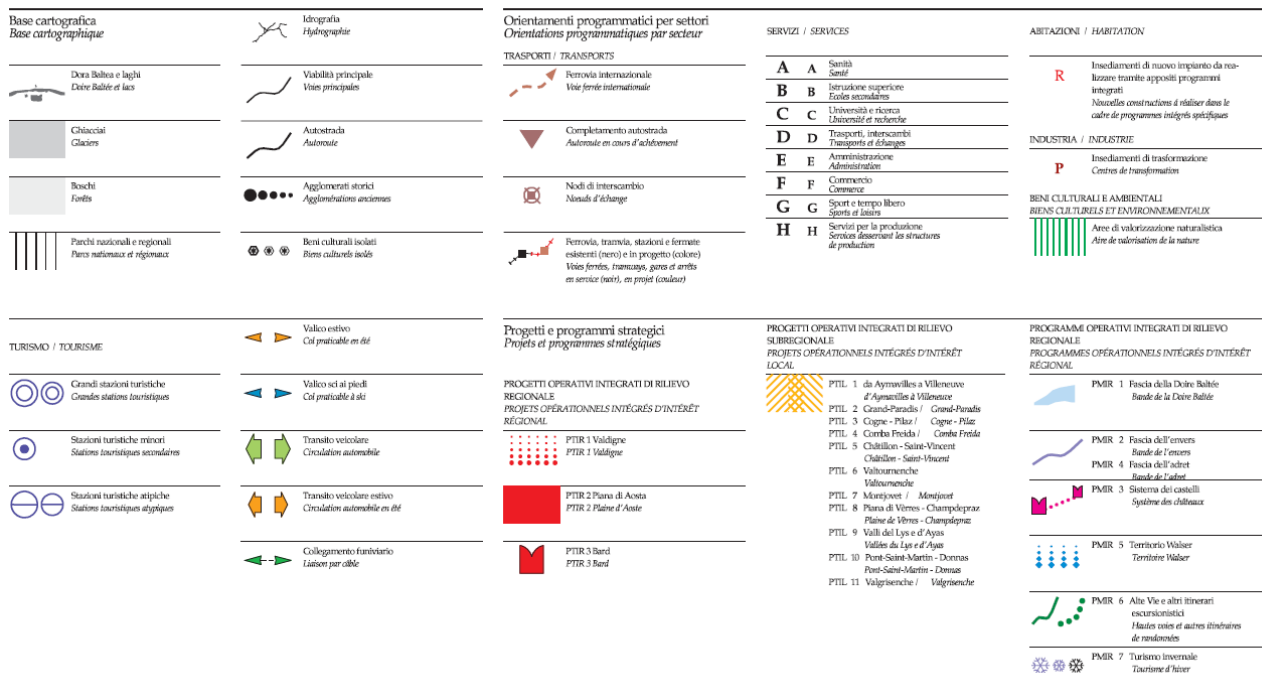 Base cartografica
Base cartographique
Dora Baltea e laghi
Doire Baltée et lacs
Ghiacciai
Glaciers
Boschi
Forêts
Parchi nazionali e regionali
Parcs nationaux et régionaux
Idrografia
Hydrographie
Viabilità principale
Voies principales
Autostrada
Autoroute
Agglomerati storici
Agglomérations anciennes
Beni culturali isolati
Biens culturels isolés
Orientamenti programmatici per settori
Orientations programmatiques par secteur
TRASPORTI / TRANSPORTS
Ferrovia internazionale
Voie ferrée internationale
Completamento autostrada
Autoroute en cours d'achèvement
Nodi di interscambio
Noeuds d'échange
Ferrovia, tramvia, stazioni e fermate
esistenti (nero) e in progetto (colore)
Voies ferrées, tramways, gares et arrêts
en service (noir), en projet (couleur)
SERVIZI / SERVICES
A A Sanità
Santé
B B Istruzione superiore
Ecoles secondaires
C C Università e ricerca
Université et recherche
D D Trasporti, interscambi
Transports et échanges
E E Amministrazione
Administration
F F Commercio
Commerce
G G Sport e tempo libero
Sports et loisirs
H H Servizi per la produzione
Services desservant les structures
de production
ABITAZIONI / HABITATION
R Insediamenti di nuovo impianto da rea-
lizzare tramite appositi programmi
integrati
Nouvelles constructions à réaliser dans le
cadre de programmes intégrés spécifiques
INDUSTRIA / INDUSTRIE
P Insediamenti di trasformazione
Centres de transformation
BENI CULTURALI E AMBIENTALI
BIENS CULTURELS ET ENVIRONNEMENTAUX
Aree di valorizzazione naturalistica
Aire de valorisation de la nature
TURISMO / TOURISME
Grandi stazioni turistiche
Grandes stations touristiques
Stazioni turistiche minori
Stations touristiques secondaires
Stazioni turistiche atipiche
Stations touristiques atypiques
Valico estivo
Col praticable en été
Valico sci ai piedi
Col praticable à ski
Transito veicolare
Circulation automobile
Transito veicolare estivo
Circulation automobile en été
Collegamento funiviario
Liaison par câble
Progetti e programmi strategici
Projets et programmes stratégiques
PROGETTI OPERATIVI INTEGRATI DI RILIEVO
REGIONALE
PROJETS OPÉRATIONNELS INTÉGRÉS D'INTÉRÊT
RÉGIONAL
PTIR 1 Valdigne
PTIR 1 Valdigne
PTIR 2 Piana di Aosta
PTIR 2 Plaine d'Aoste
PTIR 3 Bard
PTIR 3 Bard
PROGETTI OPERATIVI INTEGRATI DI RILIEVO
SUBREGIONALE
PROJETS OPÉRATIONNELS INTÉGRÉS D'INTÉRÊT
LOCAL
PTIL 1 da Aymavilles a Villeneuve
d'Aymavilles à Villeneuve
PTIL 2 Grand-Paradis / Grand-Paradis
PTIL 3 Cogne - Pilaz / Cogne - Pilaz
PTIL 4 Comba Freida / Comba Freida
PTIL 5 Châtillon - Saint-Vincent
Châtillon - Saint-Vincent
PTIL 6 Valtournenche
Valtournenche
PTIL 7 Montjovet / Montjovet
PTIL 8 Piana di Vèrres - Champdepraz
Plaine de Vèrres - Champdepraz
PTIL 9 Valli del Lys e d'Ayas
Vallées du Lys e d'Ayas
PTIL 10 Pont-Saint-Martin - Donnas
Pont-Saint-Martin - Donnas
PTIL 11 Valgrisenche / Valgrisenche
PROGRAMMI OPERATIVI INTEGRATI DI RILIEVO
REGIONALE
PROGRAMMES OPÉRATIONNELS INTÉGRÉS D'INTÉRÊT
RÉGIONAL
PMIR 1 Fascia della Doire Baltée
Bande de la Doire Baltée
PMIR 2 Fascia dell'envers
Bande de l'envers
PMIR 4 Fascia dell'adret
Bande de l'adret
PMIR 3 Sistema dei castelli
Système des châteaux
PMIR 5 Territorio Walser
Territoire Walser
PMIR 6 Alte Vie e altri itinerari
escursionistici
Hautes voies et autres itinéraires
de randonnées
PMIR 7 Turismo invernale
Tourisme d'hiver